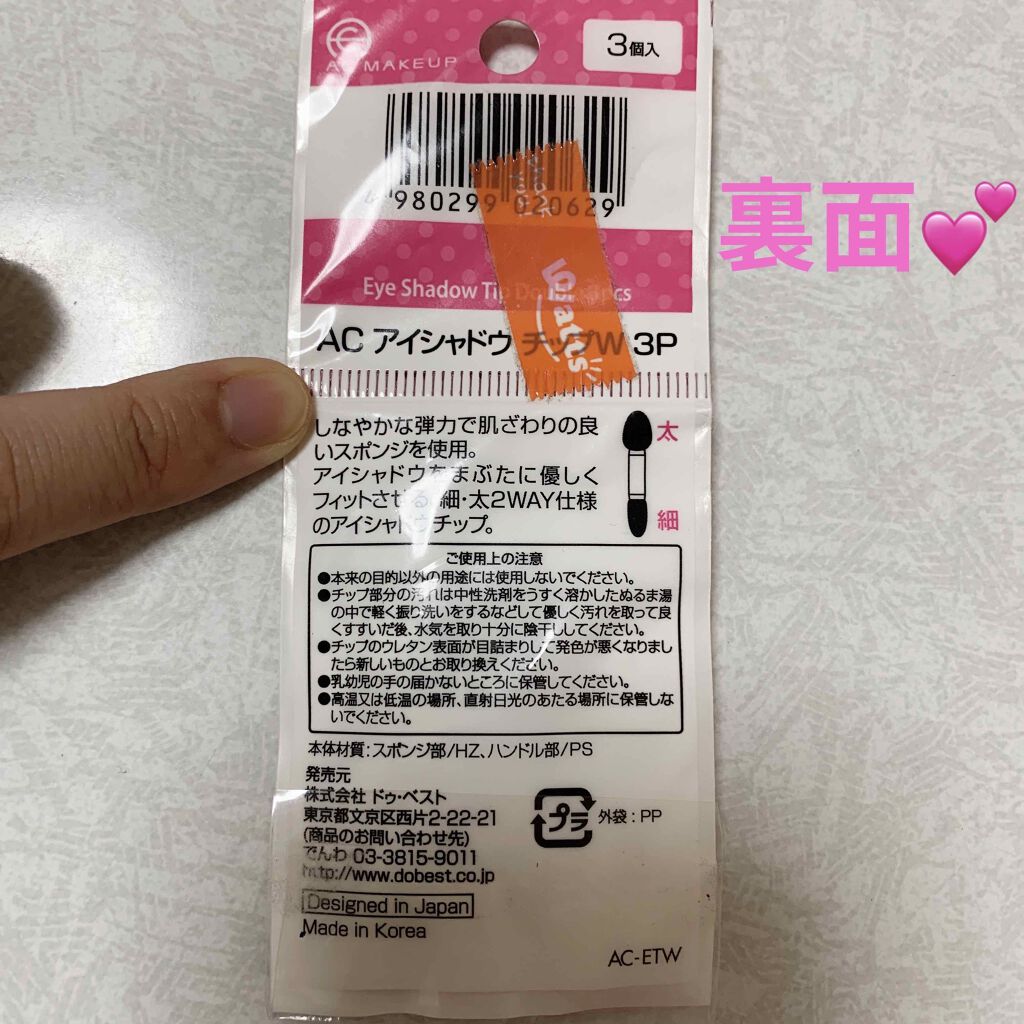 AC MAKEUP
3個入
4 980299 020629
Watts
裏面💕
Eye Shadow Tip Double 3pcs
AC アイシャドウ チップW 3P
しなやかな弾力で肌ざわりの良
いスポンジを使用。
アイシャドウをまぶたに優しく
フィットさせる、細・太2WAY仕様
のアイシャドウチップ。
太
細
ご使用上の注意
●本来の目的以外の用途には使用しないでください。
●チップ部分の汚れは中性洗剤をうすく溶かしたぬるま湯
の中で軽く振り洗いをするなどして優しく汚れを取って良
くすすいだ後、水気を取り十分に陰干ししてください。
●チップのウレタン表面が目詰まりして発色が悪くなりまし
たら新しいものとお取り換えください。
●乳幼児の手の届かないところに保管してください。
●高温又は低温の場所、直射日光のあたる場所に保管しな
いでください。
本体材質:スポンジ部/HZ、ハンドル部/PS
発売元
株式会社 ドゥ・ベスト
東京都文京区西片2-22-21
(商品のお問い合わせ先)
でんわ 03-3815-9011
http://www.dobest.co.jp
プラ
外袋:PP
Designed in Japan
Made in Korea
AC-ETW